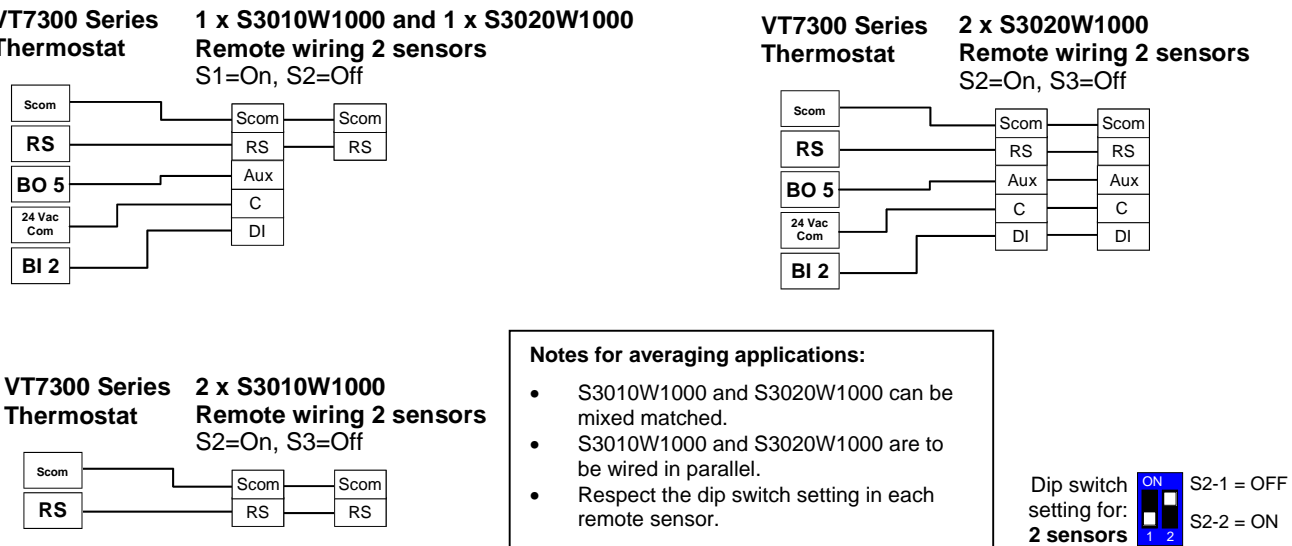 VT7300 Series
Thermostat
1 x S3010W1000 and 1 x S3020W1000
Remote wiring 2 sensors
S1=On, S2=Off
Scom
RS
BO 5
24 Vac
Com
BI 2
Scom
RS
Aux
C
DI
Scom
RS
VT7300 Series
Thermostat
2 x S3020W1000
Remote wiring 2 sensors
S2=On, S3=Off
Scom
RS
BO 5
24 Vac
Com
BI 2
Scom
RS
Aux
C
DI
Scom
RS
Aux
C
DI
VT7300 Series
Thermostat
2 x S3010W1000
Remote wiring 2 sensors
S2=On, S3=Off
Scom
RS
Scom
RS
Scom
RS
Notes for averaging applications:
• S3010W1000 and S3020W1000 can be
mixed matched.
• S3010W1000 and S3020W1000 are to
be wired in parallel.
• Respect the dip switch setting in each
remote sensor.
Dip switch
setting for:
2 sensors
ON
1 2
S2-1 = OFF
S2-2 = ON